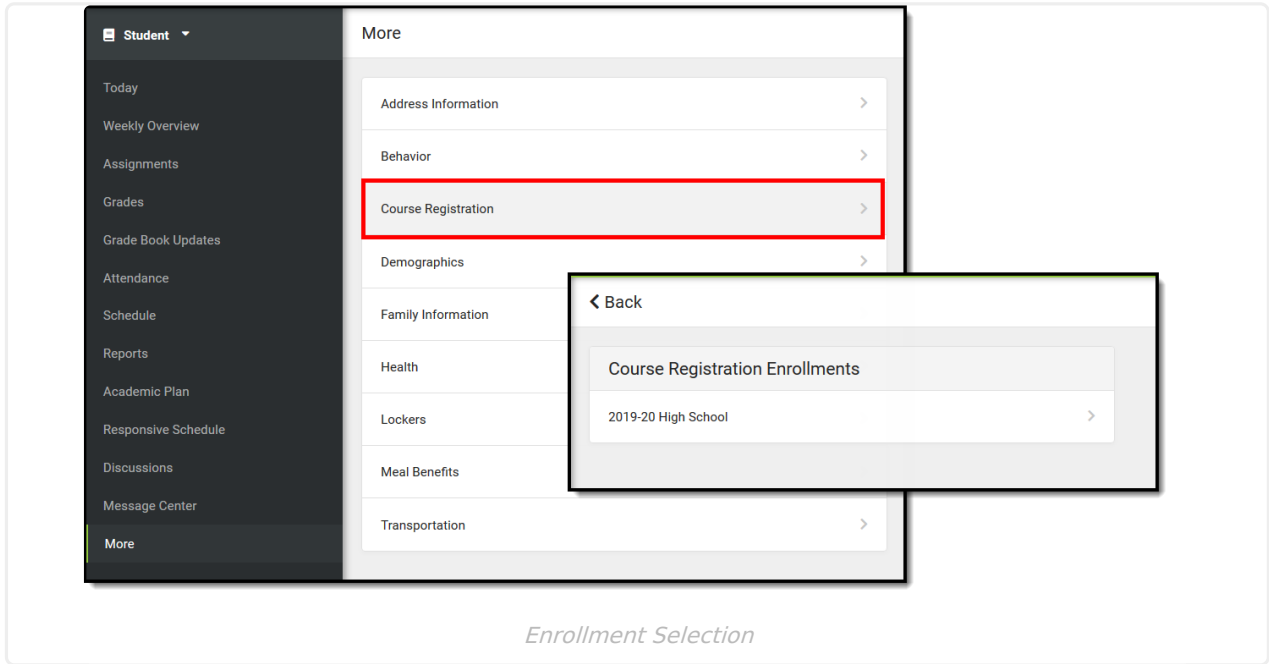 Student
Today
Weekly Overview
Assignments
Grades
Grade Book Updates
Attendance
Schedule
Reports
Academic Plan
Responsive Schedule
Discussions
Message Center
More
More
Address Information
Behavior
Course Registration
Demographics
Family Information
Health
Lockers
Meal Benefits
Transportation
Back
Course Registration Enrollments
2019-20 High School
Enrollment Selection